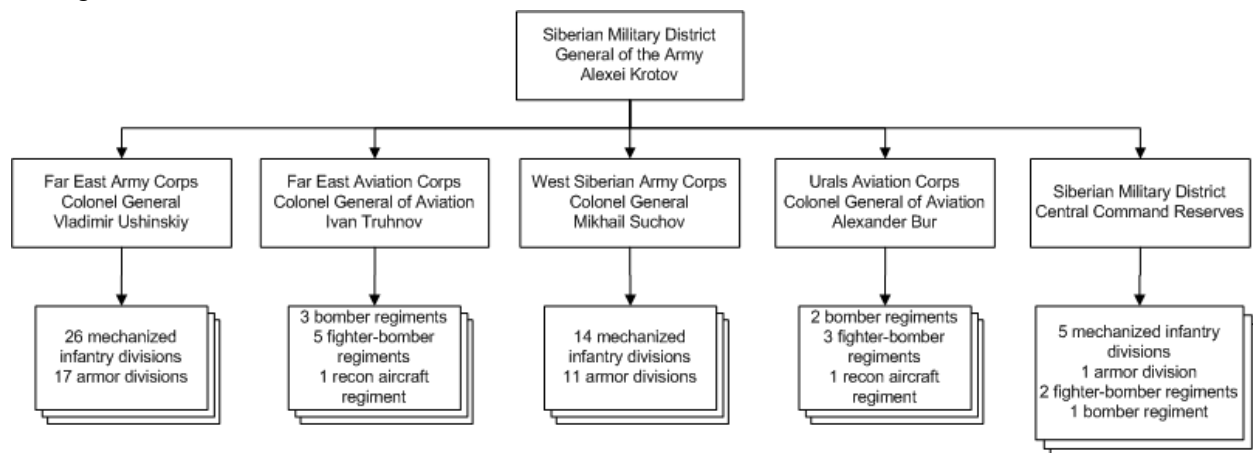 Siberian Military District
General of the Army
Alexei Krotov
Far East Army Corps
Colonel General
Vladimir Ushinskiy
Far East Aviation Corps
Colonel General of Aviation
Ivan Truhnov
West Siberian Army Corps
Colonel General
Mikhail Suchov
Urals Aviation Corps
Colonel General of Aviation
Alexander Bur
Siberian Military District
Central Command Reserves
26 mechanized
infantry divisions
17 armor divisions
3 bomber regiments
5 fighter-bomber
regiments
1 recon aircraft
regiment
14 mechanized
infantry divisions
11 armor divisions
2 bomber regiments
3 fighter-bomber
regiments
1 recon aircraft
regiment
5 mechanized infantry
divisions
1 armor division
2 fighter-bomber regiments
1 bomber regiment